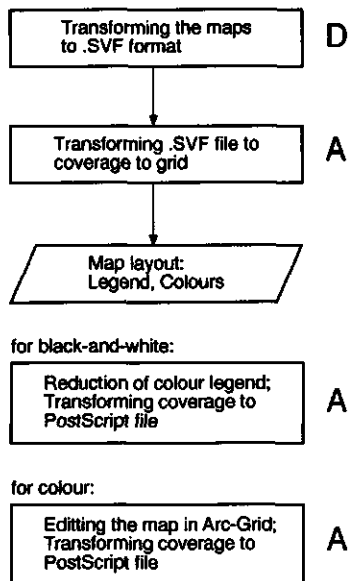 Transforming the maps
to .SVF format
D
Transforming .SVF file to
coverage to grid
A
Map layout:
Legend, Colours
for black-and-white:
Reduction of colour legend;
Transforming coverage to
PostScript file
A
for colour:
Editting the map in Arc-Grid;
Transforming coverage to
PostScript file
A